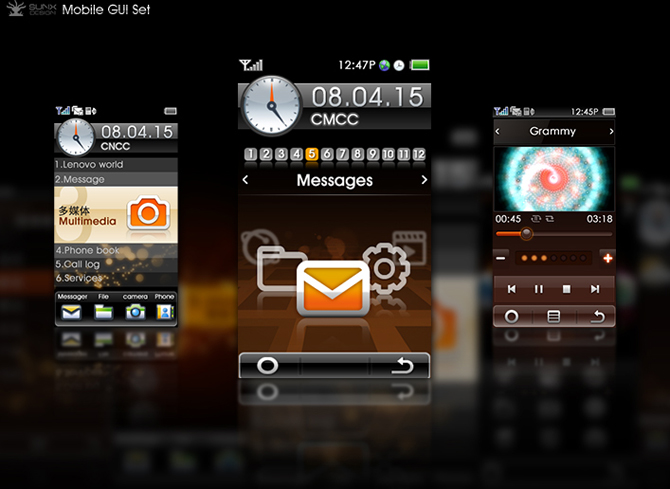 SUNX
DESIGN
Mobile GUI Set
08.04.15
CNCC
1.Lenovo world
2.Message
3
多媒体
Multimedia
4.Phone book
5.Call log
6.Services
Messager File camera Phone
12:47P
08.04.15
CMCC
1 2 3 4 5 6 7 8 9 10 11 12
Messages
12:45P
Grammy
00:45 03:18